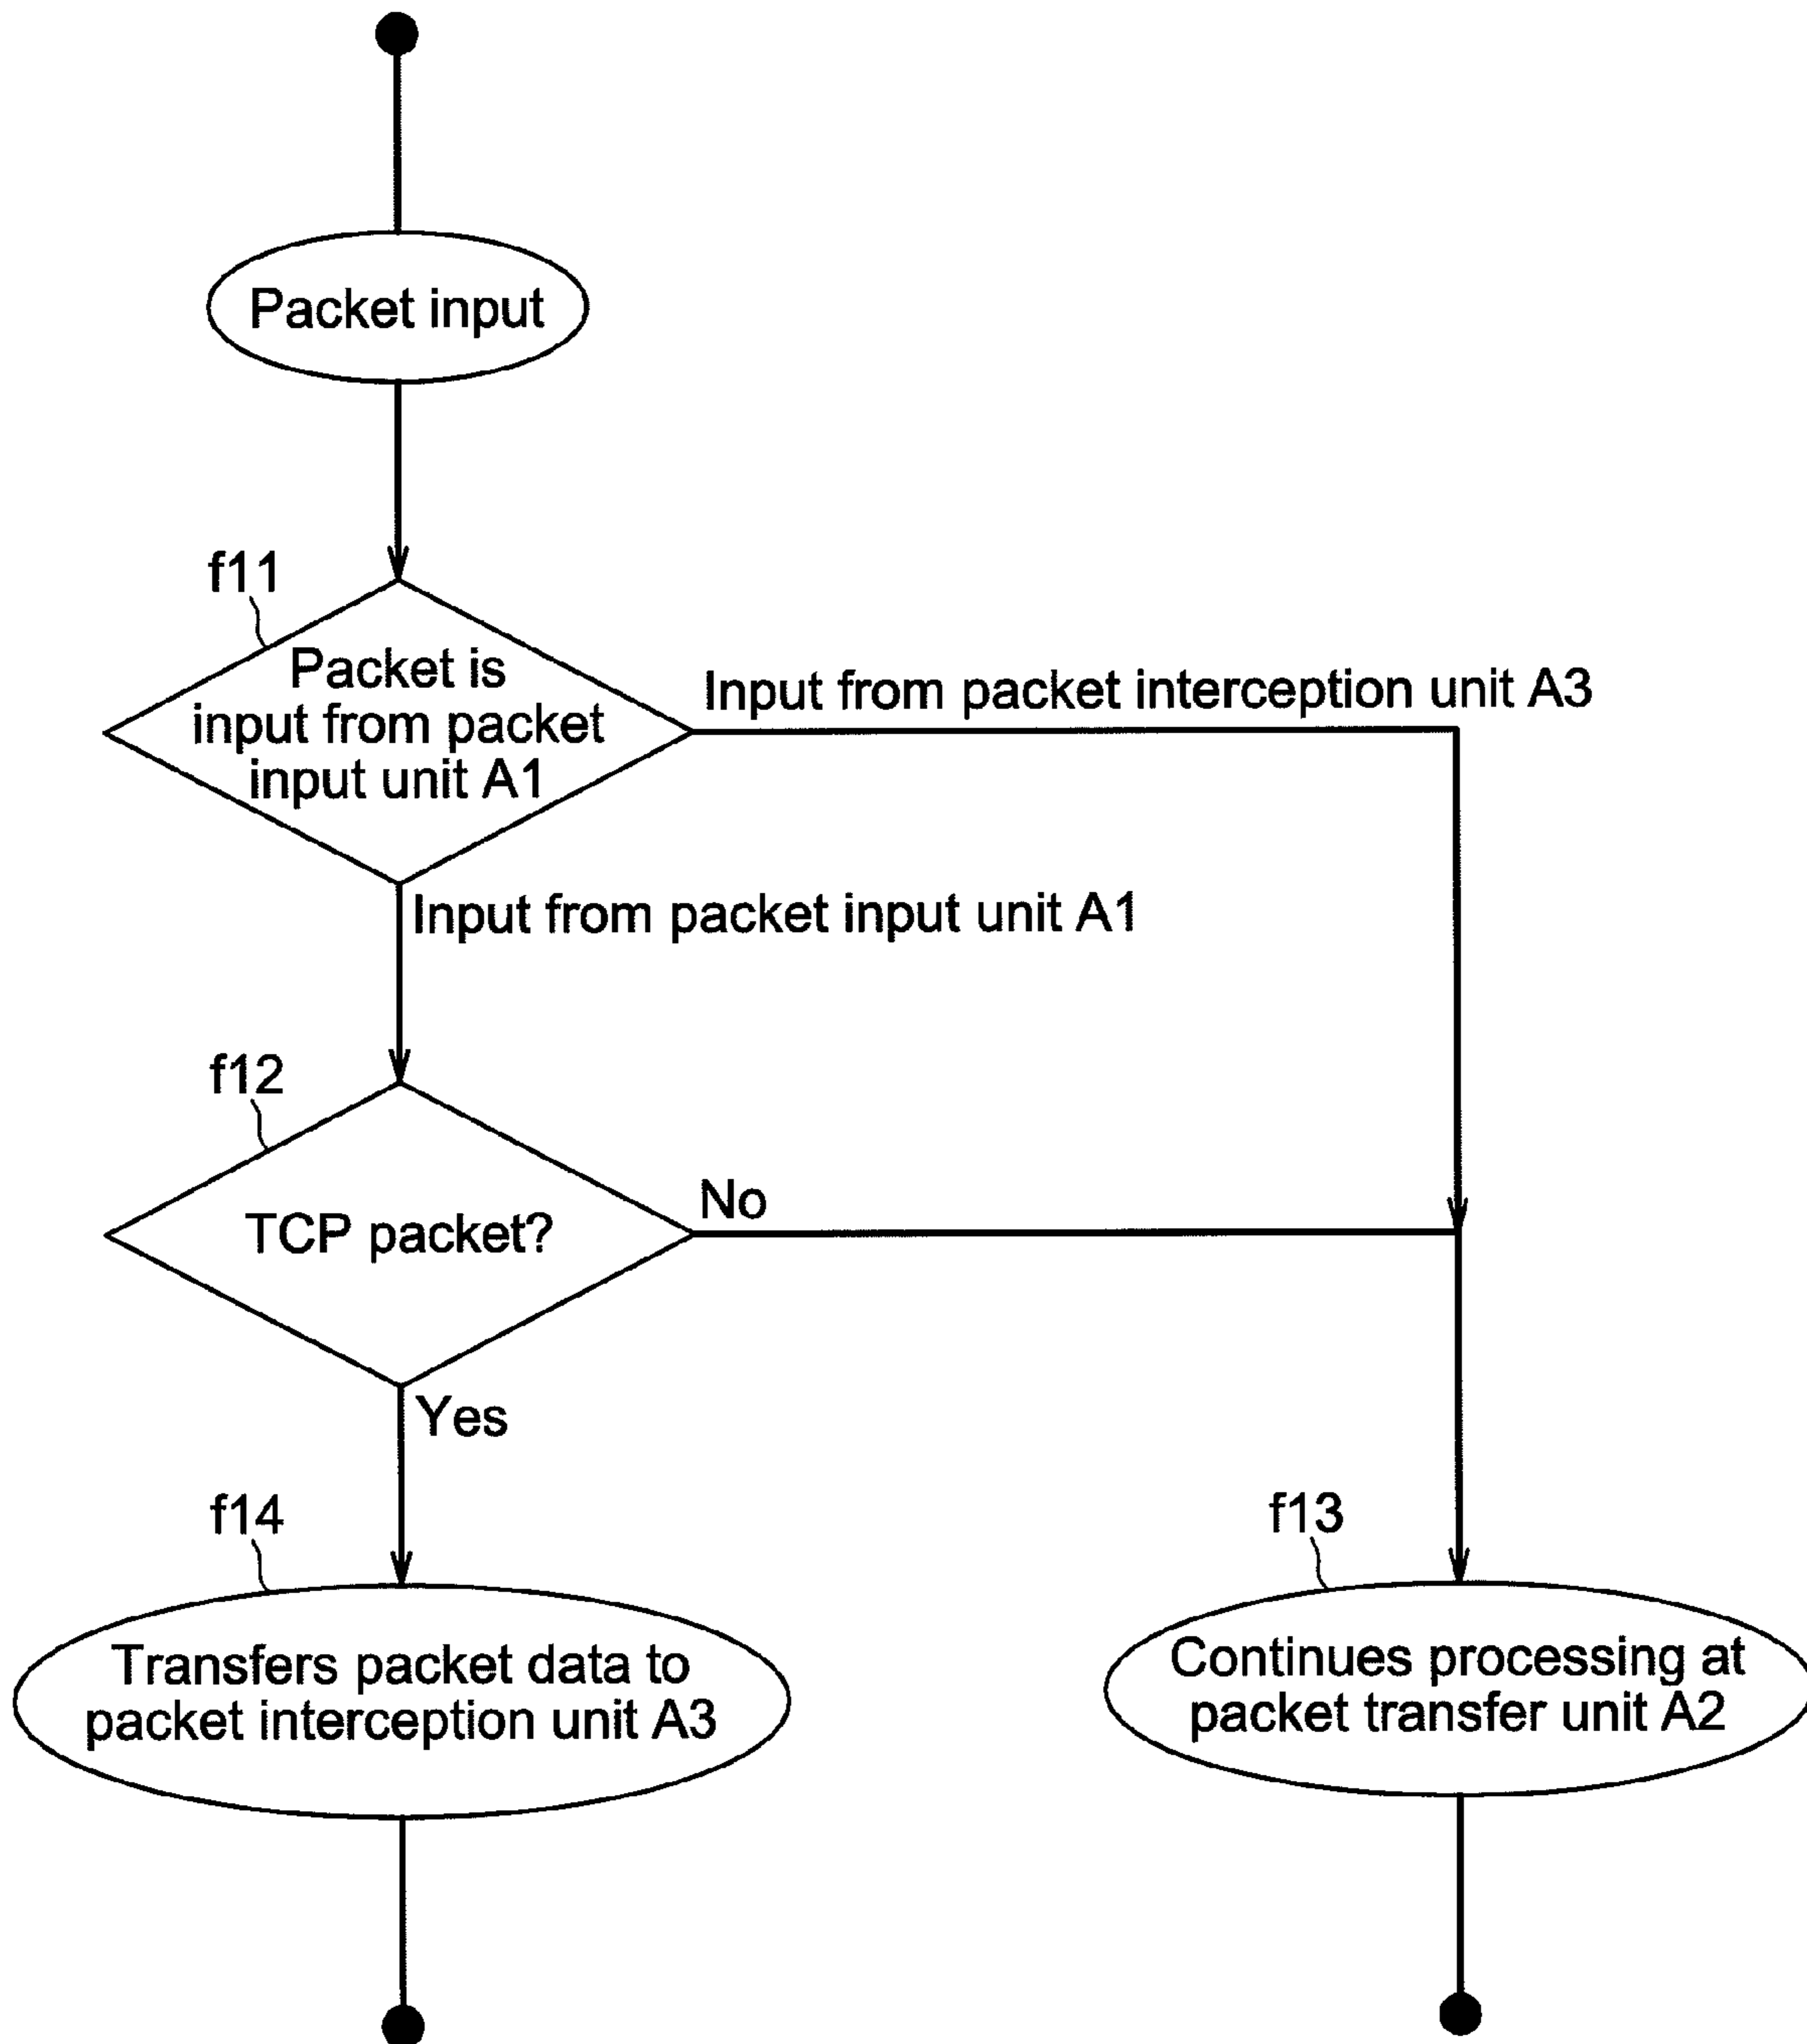 Packet input
f11
Packet is
input from packet
input unit A1
Input from packet interception unit A3
Input from packet input unit A1
f12
TCP packet?
No
Yes
f14
Transfers packet data to
packet interception unit A3
f13
Continues processing at
packet transfer unit A2